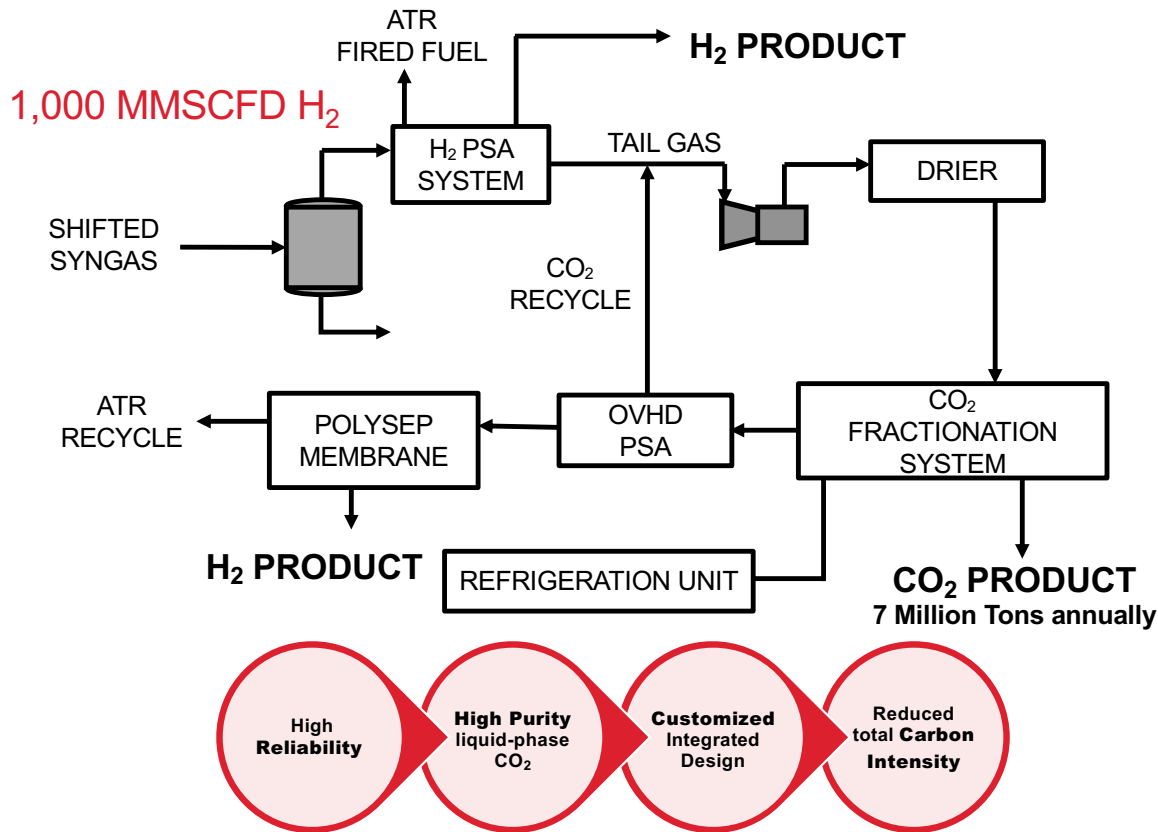 ATR
FIRED FUEL
H₂ PRODUCT
1,000 MMSCFD H₂
H₂ PSA
SYSTEM
TAIL GAS
DRIER
SHIFTED
SYNGAS
CO₂
RECYCLE
ATR
RECYCLE
POLYSEP
MEMBRANE
OVHD
PSA
CO₂
FRACTIONATION
SYSTEM
H₂ PRODUCT
REFRIGERATION UNIT
CO₂ PRODUCT
7 Million Tons annually
High
Reliability
High Purity
liquid-phase
CO₂
Customized
Integrated
Design
Reduced
total Carbon
Intensity